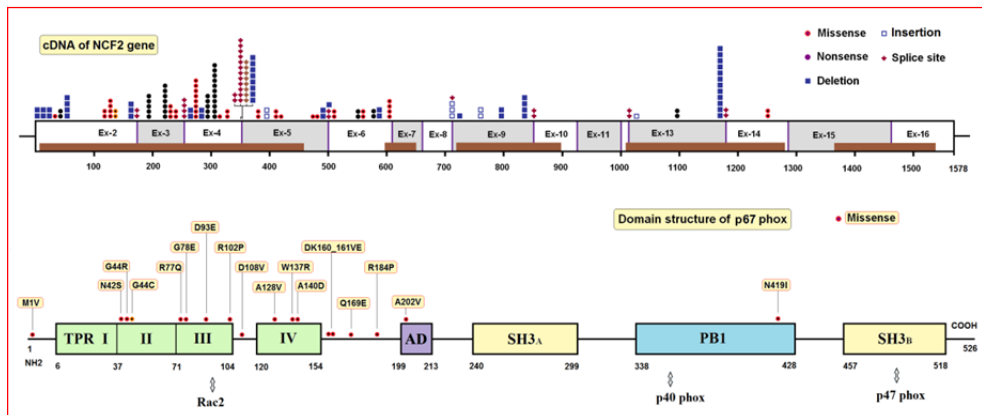 cDNA of NCF2 gene
Missense
Insertion
Nonsense
Splice site
Deletion
Ex-2 Ex-3 Ex-4 Ex-5 Ex-6 Ex-7 Ex-8 Ex-9 Ex-10 Ex-11 Ex-13 Ex-14 Ex-15 Ex-16
100 200 300 400 500 600 700 800 900 1000 1100 1200 1300 1400 1500 1578
Domain structure of p67 phox
Missense
D93E
G78E DK160_161VE
G44R R77Q R102P W137R R184P
N42S G44C D108V A128V A140D Q169E A202V N419I
M1V
TPR I II III IV AD SH3A PB1 SH3B
COOH
1
NH2
526
6 37 71 104 120 154 199 213 240 299 338 428 457 518
Rac2
p40 phox
p47 phox